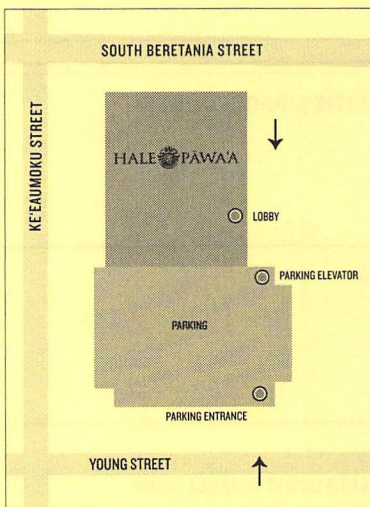 SOUTH BERETANIA STREET
KE'EAUMOKU STREET
HALE PĀWA'A
LOBBY
PARKING ELEVATOR
PARKING
PARKING ENTRANCE
YOUNG STREET